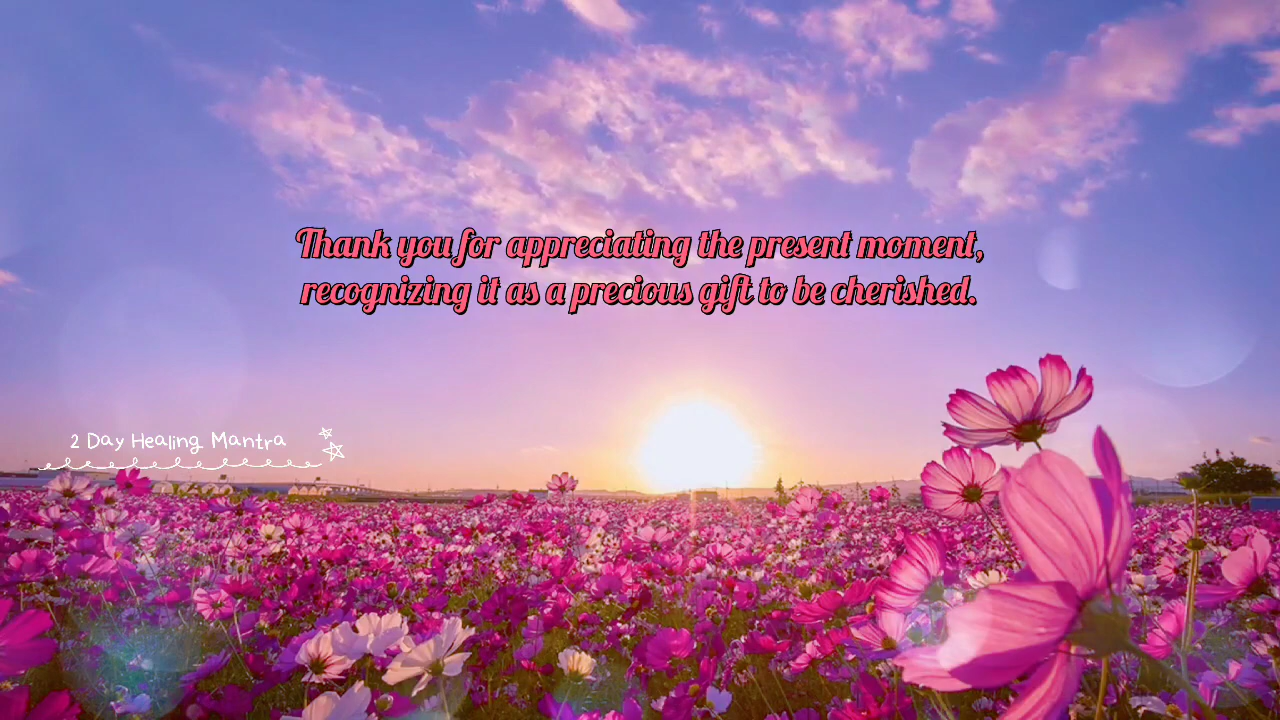 Thank you for appreciating the present moment,
recognizing it as a precious gift to be cherished.
2 Day Healing Mantra